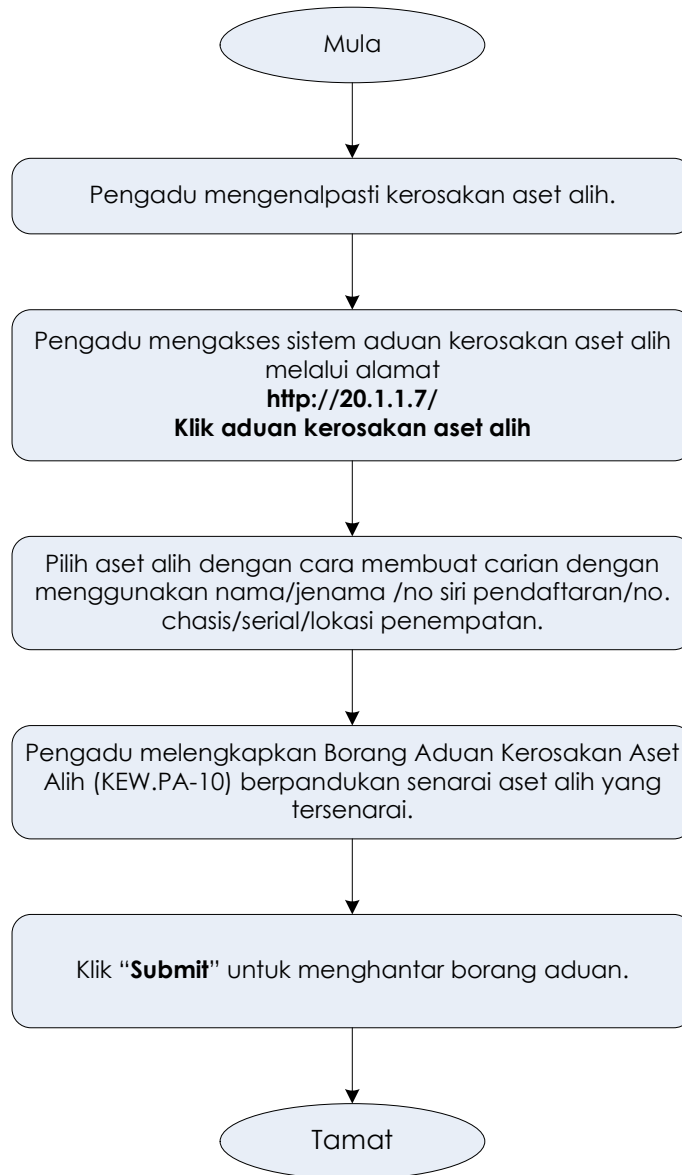 Mula
Pengadu mengenalpasti kerosakan aset alih.
Pengadu mengakses sistem aduan kerosakan aset alih
melalui alamat
http://20.1.1.7/
Klik aduan kerosakan aset alih
Pilih aset alih dengan cara membuat carian dengan
menggunakan nama/jenama /no siri pendaftaran/no.
chasis/serial/lokasi penempatan.
Pengadu melengkapkan Borang Aduan Kerosakan Aset
Alih (KEW.PA-10) berpandukan senarai aset alih yang
tersenarai.
Klik “Submit” untuk menghantar borang aduan.
Tamat